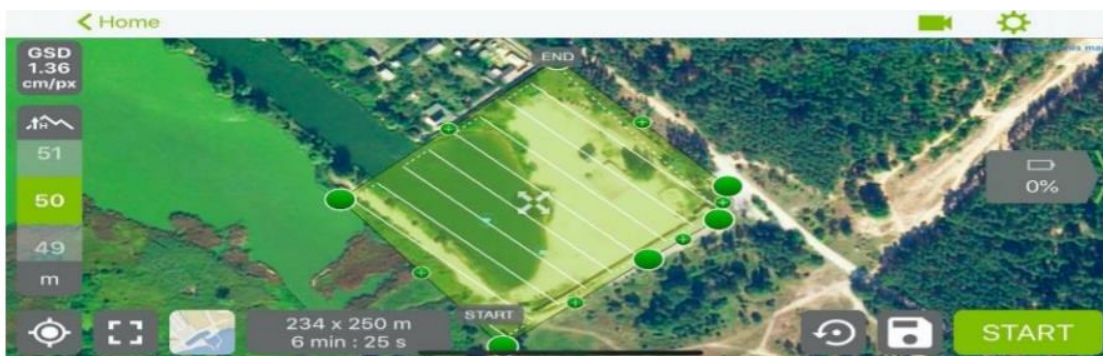 Home
GSD
1.36
cm/px
H
51
50
49
m
END
0%
START
234 x 250 m
6 min : 25 s
START